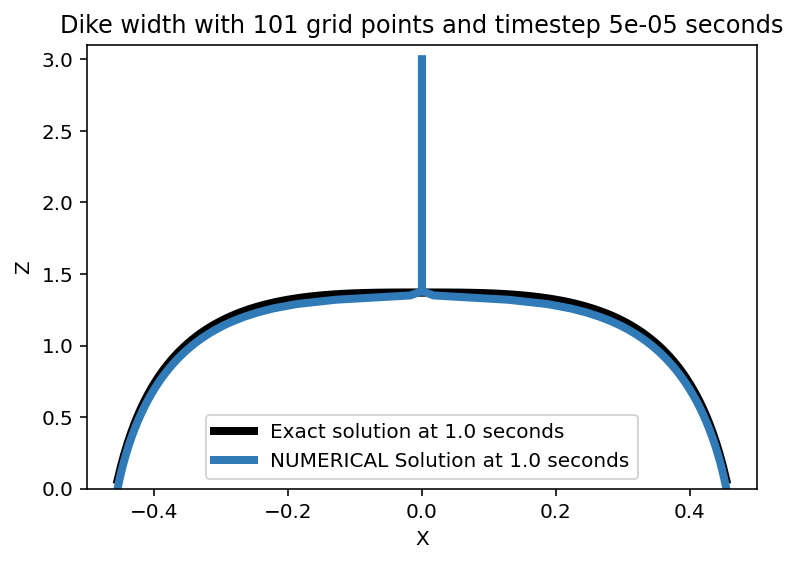 Dike width with 101 grid points and timestep 5e-05 seconds
3.0
2.5
2.0
1.5
1.0
0.5
0.0
Z
Exact solution at 1.0 seconds
NUMERICAL Solution at 1.0 seconds
−0.4 −0.2 0.0 0.2 0.4
X